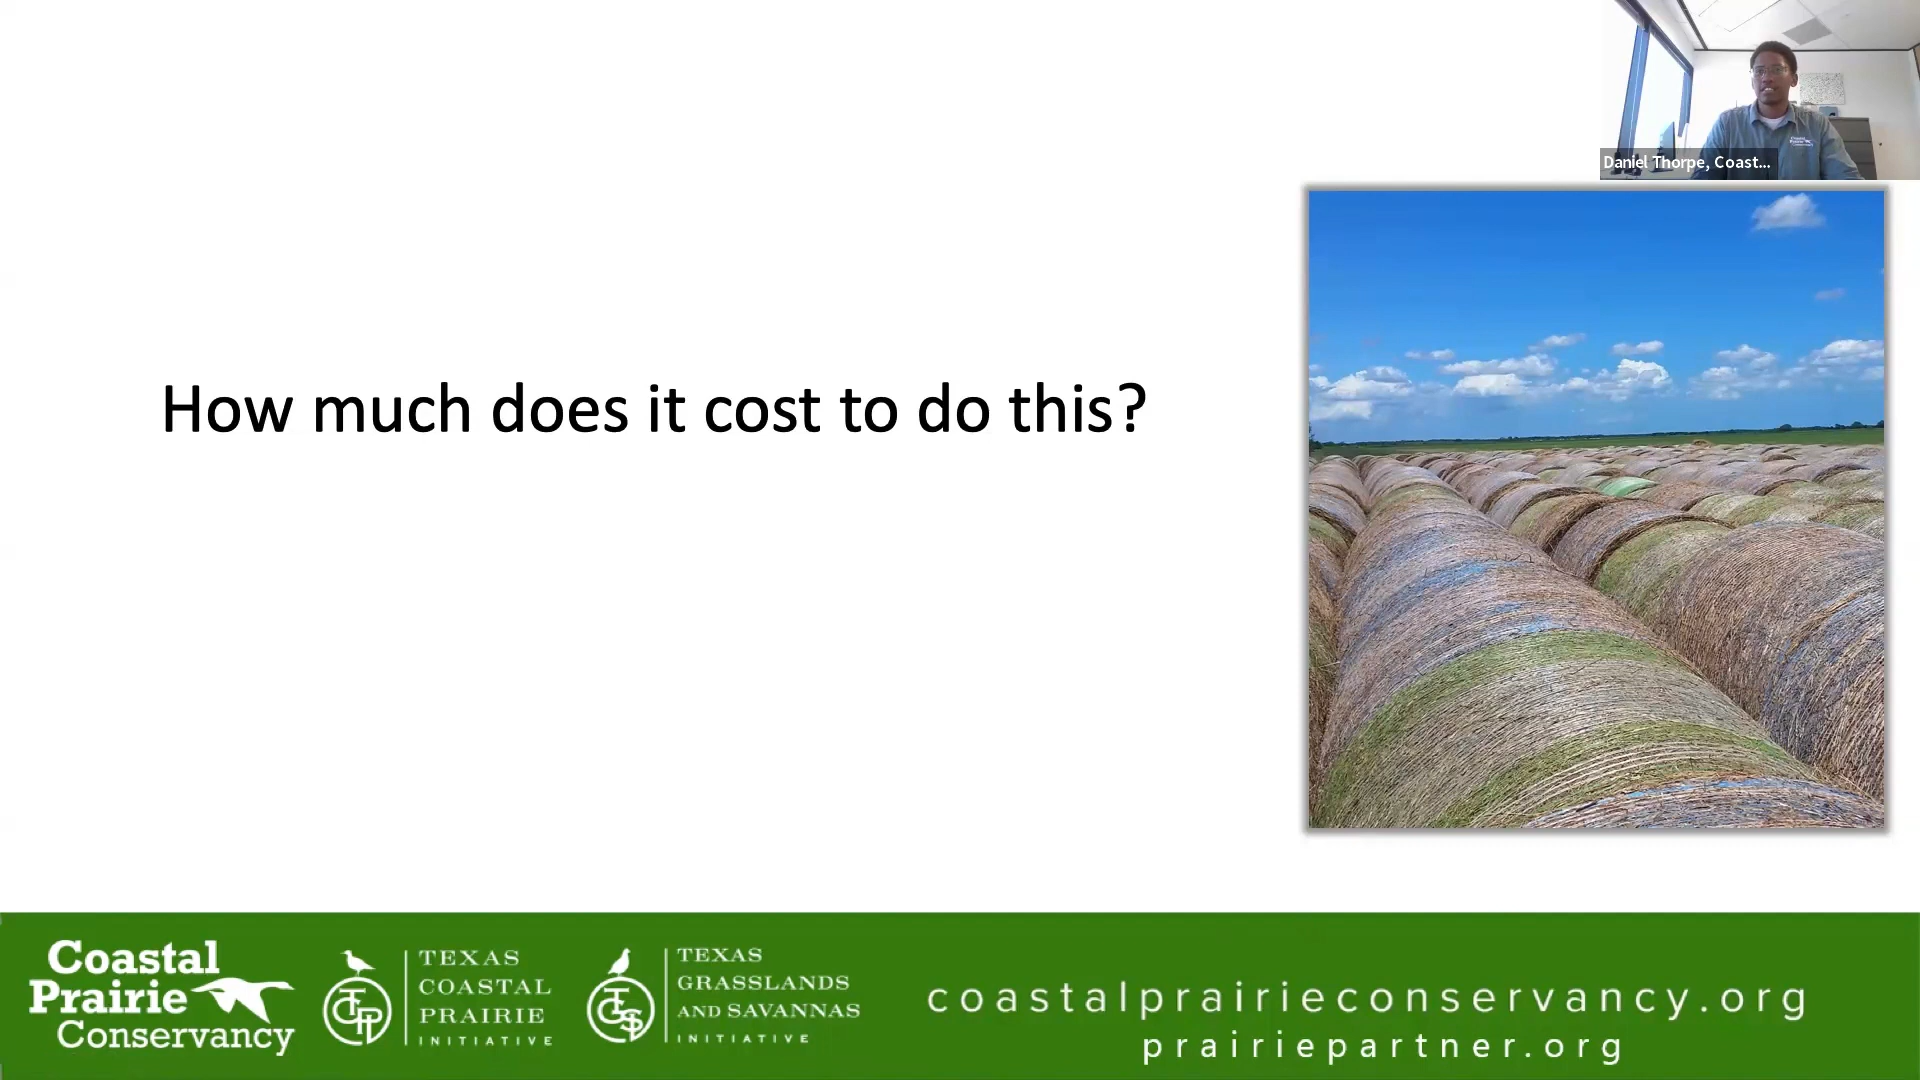 Daniel Thorpe, Coast...
How much does it cost to do this?
Coastal
Prairie
Conservancy
TEXAS
COASTAL
PRAIRIE
INITIATIVE
TEXAS
GRASSLANDS
AND SAVANNAS
INITIATIVE
coastalprairieconservancy.org
prairiepartner.org